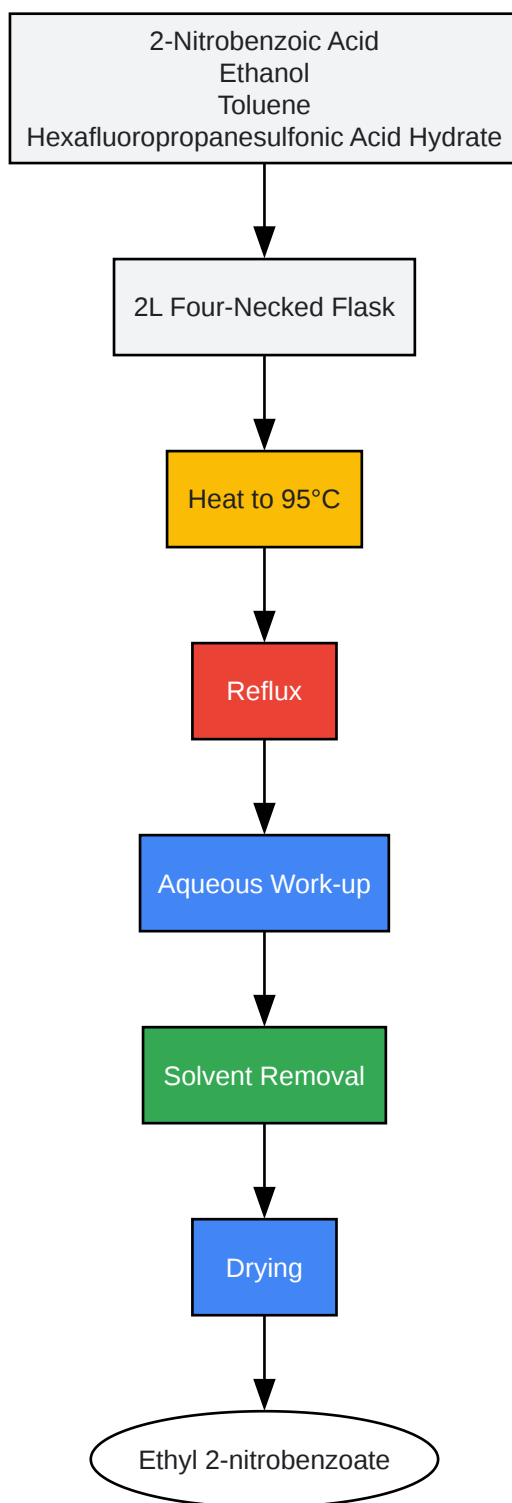 2-Nitrobenzoic Acid
Ethanol
Toluene
Hexafluoropropanesulfonic Acid Hydrate
2L Four-Necked Flask
Heat to 95°C
Reflux
Aqueous Work-up
Solvent Removal
Drying
Ethyl 2-nitrobenzoate